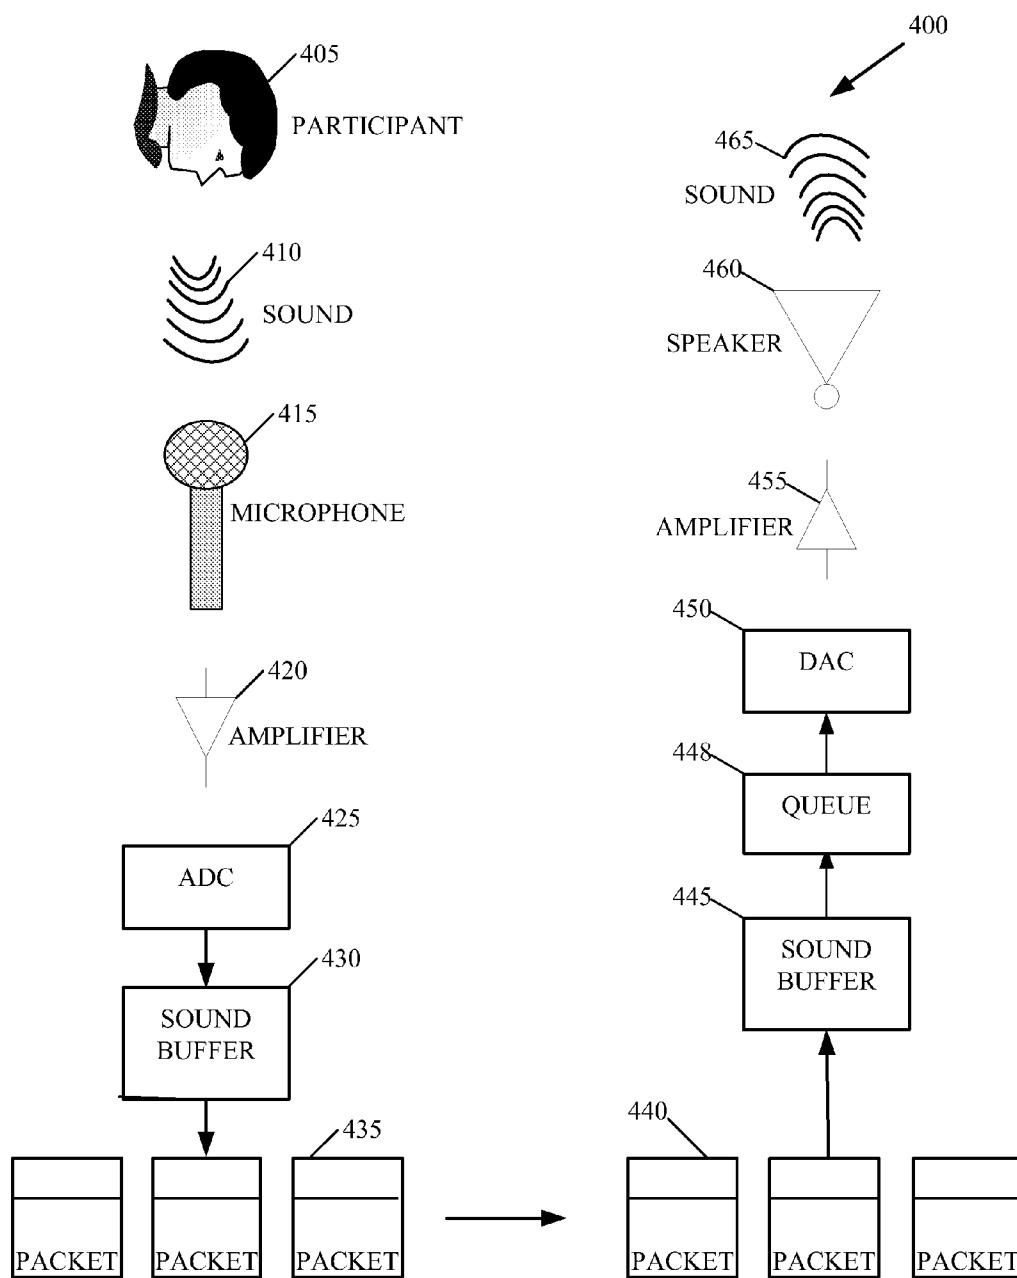 405
PARTICIPANT
410
SOUND
415
MICROPHONE
420
AMPLIFIER
425
ADC
430
SOUND
BUFFER
435
PACKET
PACKET
PACKET
400
465
SOUND
460
SPEAKER
455
AMPLIFIER
450
DAC
448
QUEUE
445
SOUND
BUFFER
440
PACKET
PACKET
PACKET